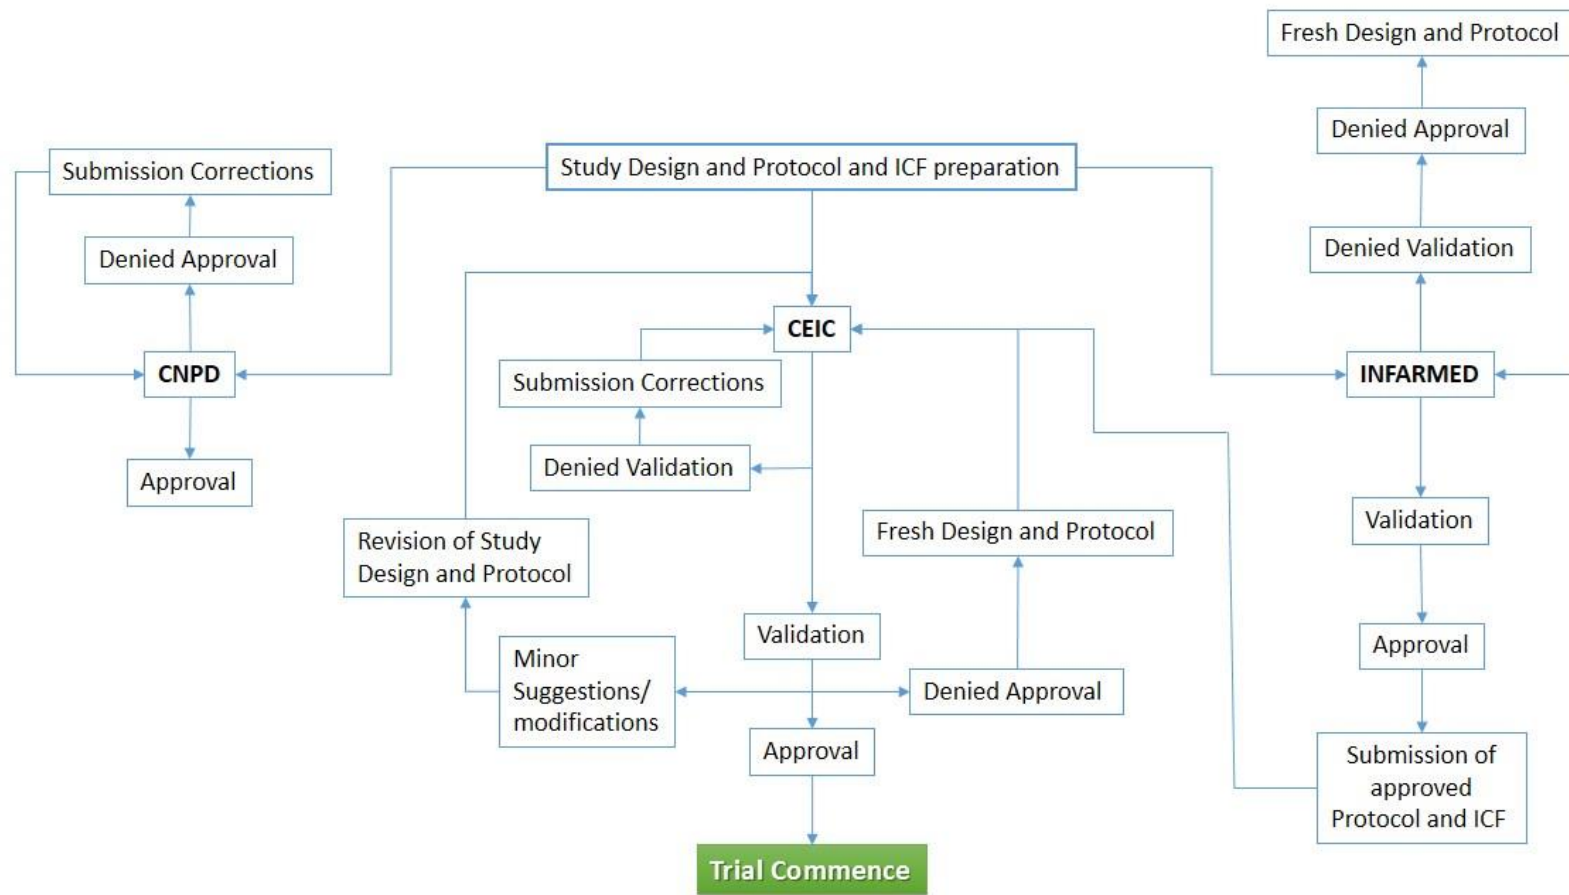 Fresh Design and Protocol
Denied Approval
Study Design and Protocol and ICF preparation
Submission Corrections
Denied Validation
Denied Approval
CEIC
CNPD
INFARMED
Submission Corrections
Denied Validation
Approval
Validation
Revision of Study
Design and Protocol
Fresh Design and Protocol
Validation
Approval
Minor
Suggestions/
modifications
Denied Approval
Approval
Submission of
approved
Protocol and ICF
Trial Commence